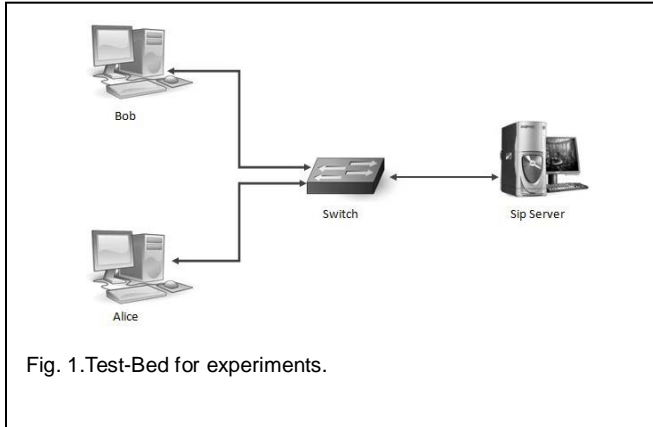 Bob
Switch
Sip Server
Alice
Fig. 1.Test-Bed for experiments.